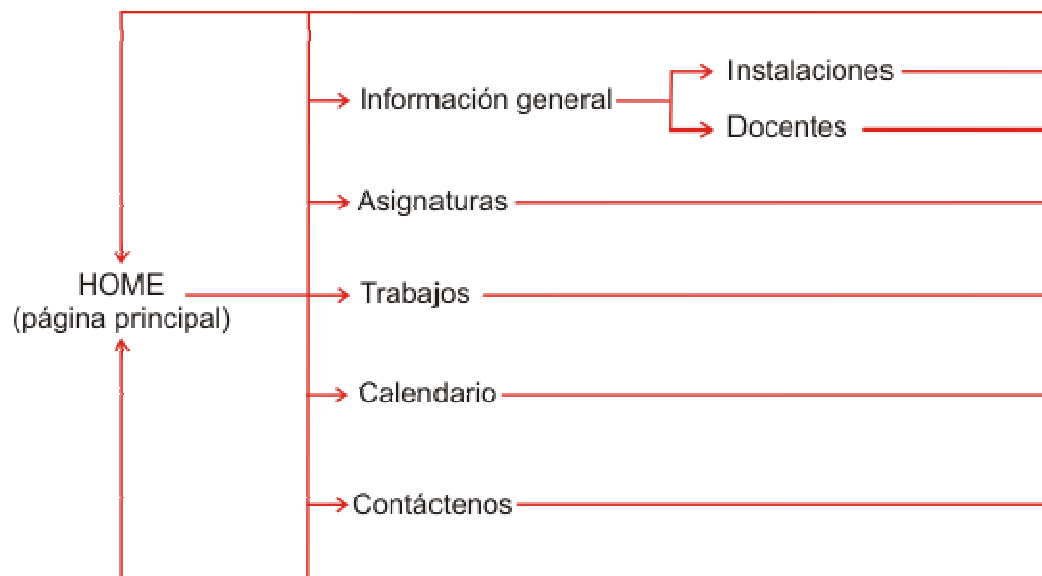 Instalaciones
Información general
Docentes
Asignaturas
HOME
(página principal)
Trabajos
Calendario
Contáctenos